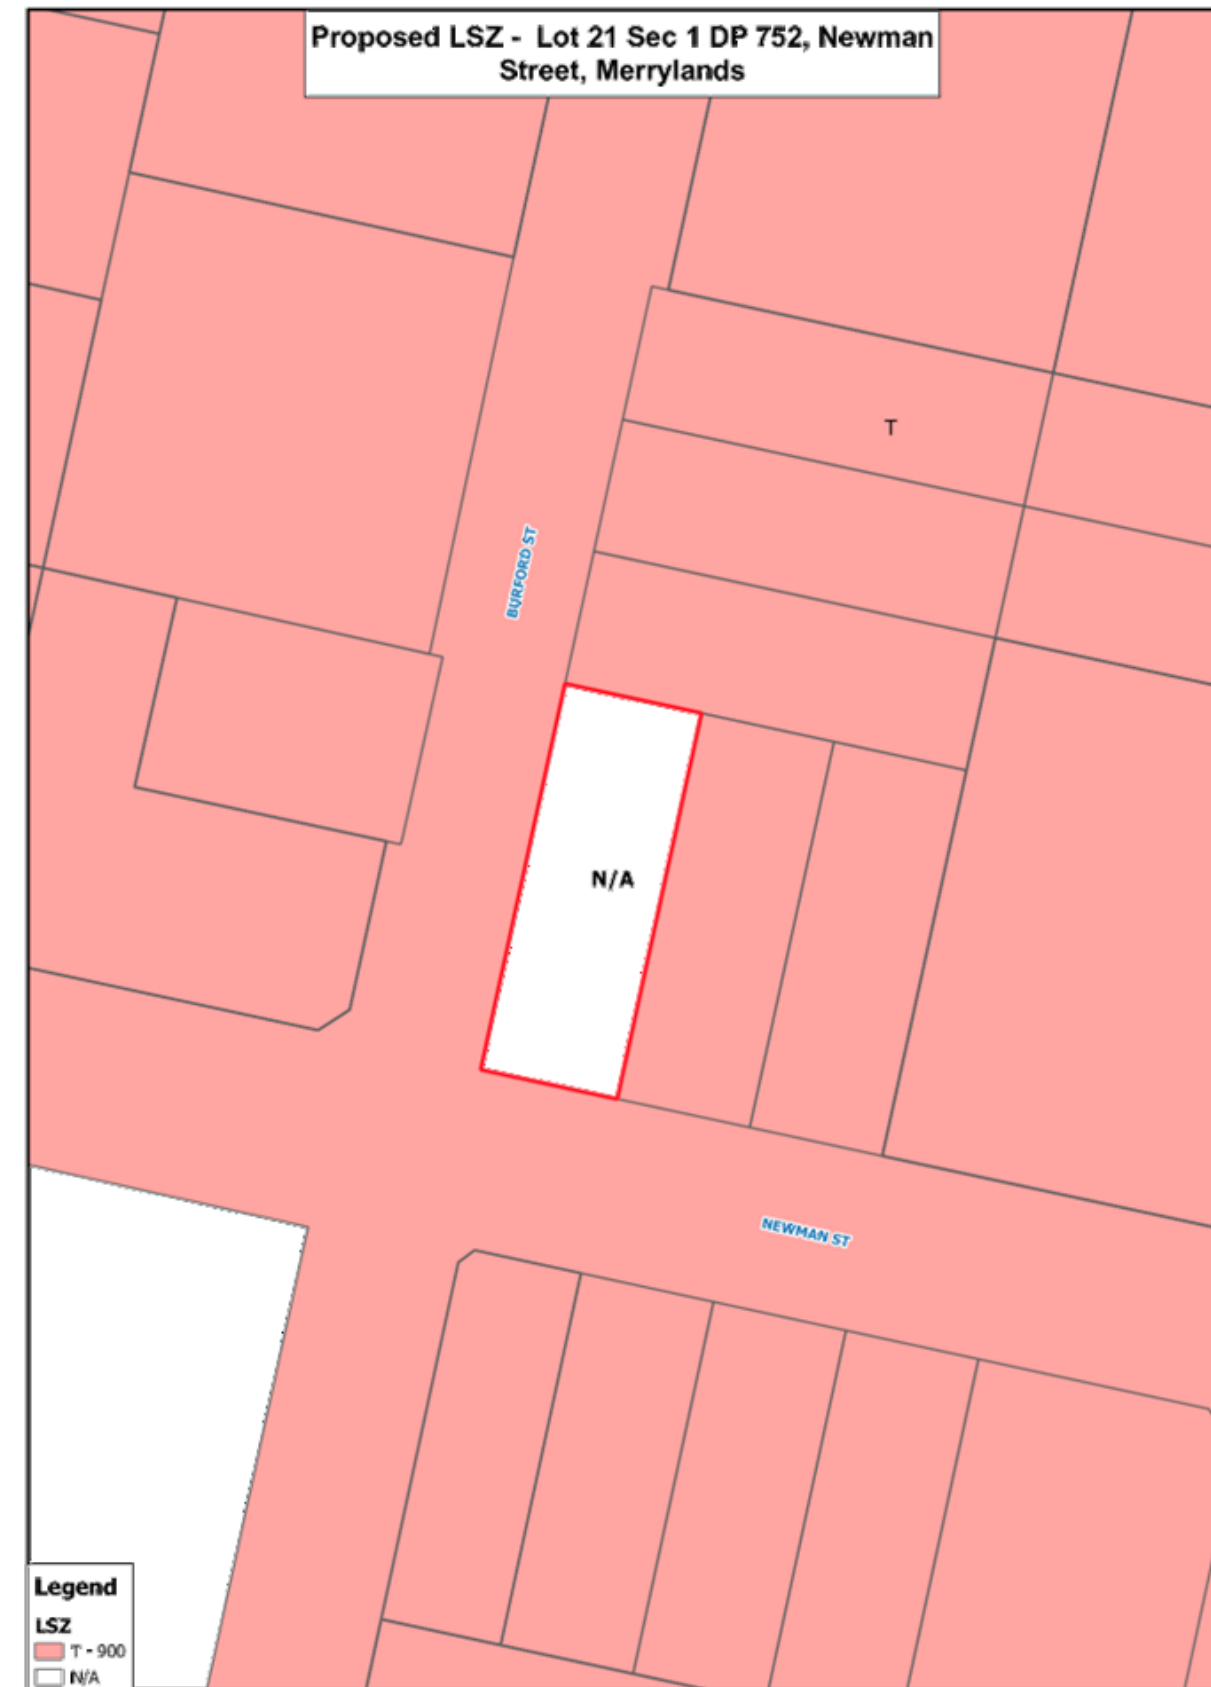 Proposed LSZ - Lot 21 Sec 1 DP 752, Newman
Street, Merrylands
T
BURFORD ST
N/A
NEWMAN ST
Legend
LSZ
T - 900
N/A